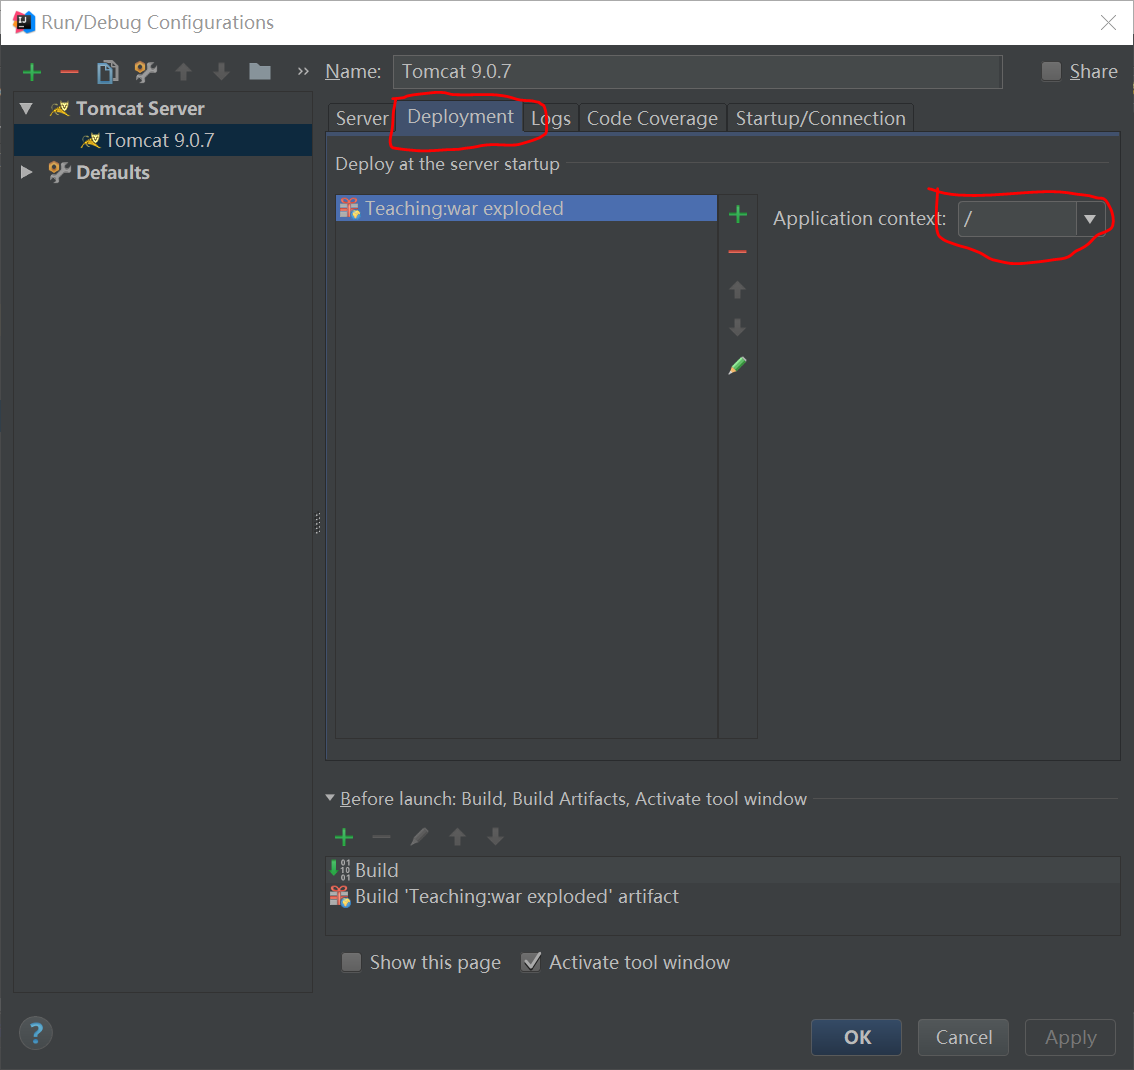 Run/Debug Configurations
Name: Tomcat 9.0.7 Share
Tomcat Server
Tomcat 9.0.7
Defaults
Server Deployment Logs Code Coverage Startup/Connection
Deploy at the server startup
Teaching:war exploded
Application context: /
Before launch: Build, Build Artifacts, Activate tool window
Build
Build 'Teaching:war exploded' artifact
Show this page Activate tool window
? OK Cancel Apply